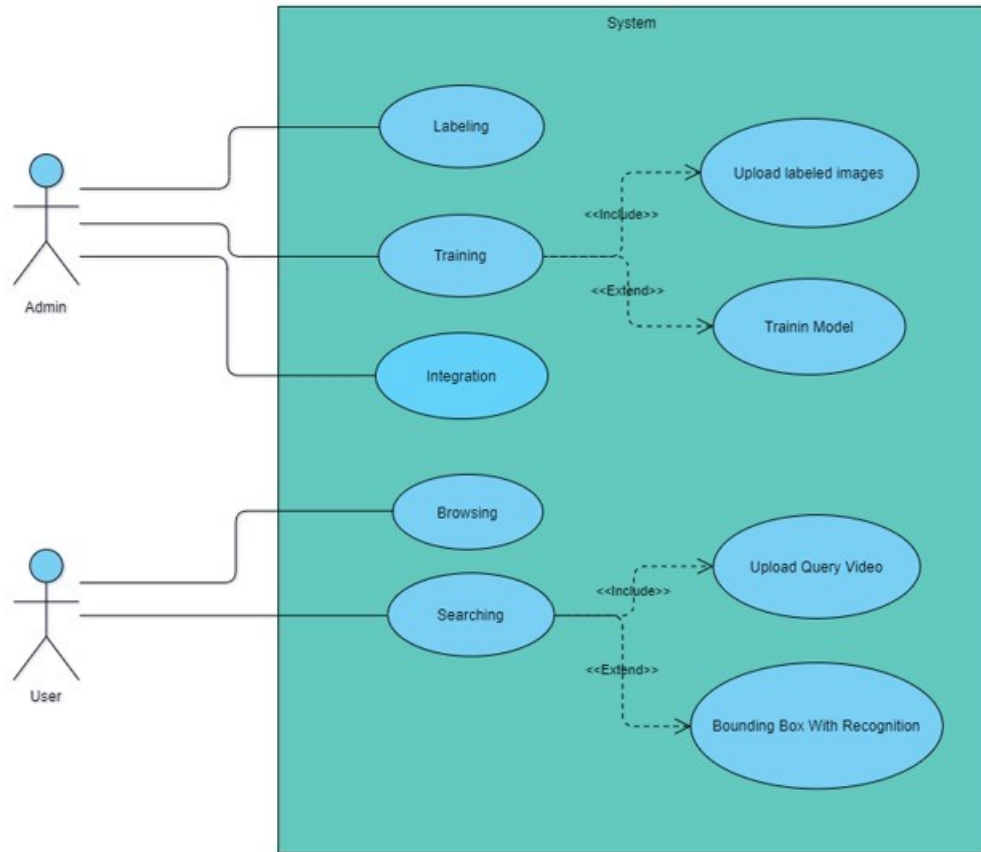 System
Labeling
Upload labeled images
<<Include>>
Training
<<Extend>>
Admin
Trainin Model
Integration
Browsing
Upload Query Video
<<Include>>
Searching
<<Extend>>
User
Bounding Box With Recognition